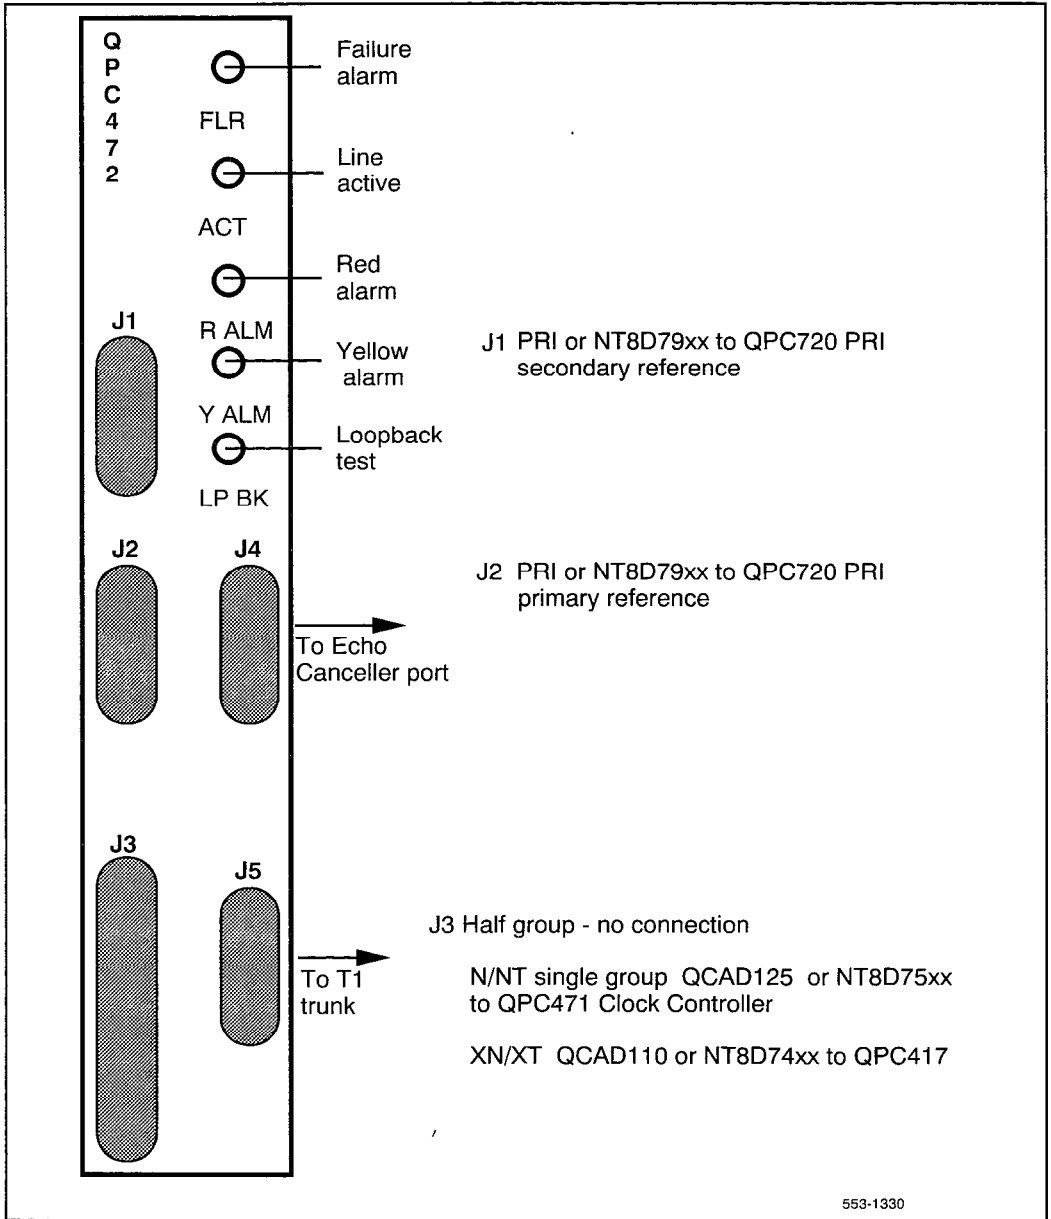 Q
P
C
4
7
2
Failure
alarm
FLR
Line
active
ACT
Red
alarm
R ALM
Yellow
alarm
Y ALM
Loopback
test
LP BK
J1
J1 PRI or NT8D79xx to QPC720 PRI
secondary reference
J2
J4
J2 PRI or NT8D79xx to QPC720 PRI
primary reference
To Echo
Canceller port
J3
J5
To T1
trunk
J3 Half group - no connection
N/NT single group QCAD125 or NT8D75xx
to QPC471 Clock Controller
XN/XT QCAD110 or NT8D74xx to QPC417
553-1330